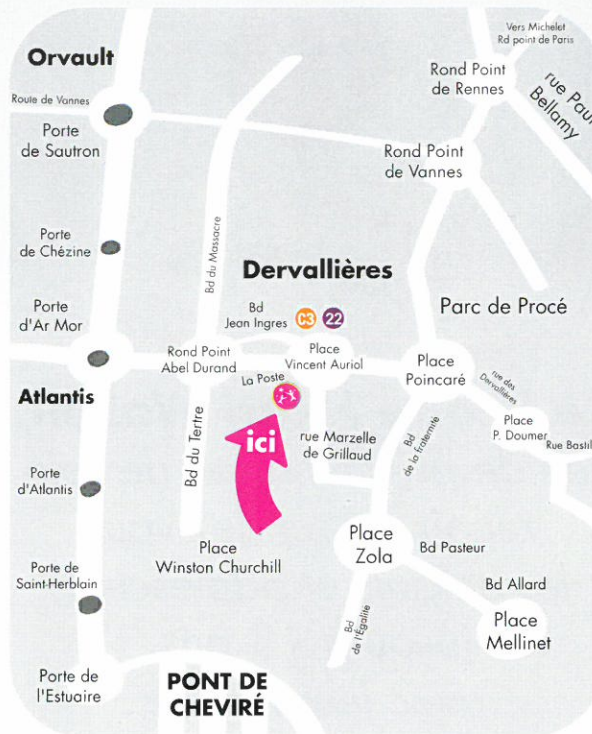 Vers Michelet
Rd point de Paris
Orvault
Rond Point
de Rennes
rue Paul
Bellamy
Route de Vannes
Porte
de Sautron
Rond Point
de Vannes
Porte
de Chézine
Bd du Massacre
Dervallières
Porte
d'Ar Mor
Bd
Jean Ingres
C3
22
Parc de Procé
Rond Point
Abel Durand
Place
Vincent Auriol
Place
Poincaré
La Poste
rue des
Dervallières
Atlantis
Place
P. Doumer
Rue Bastil
ici
rue Marzelle
de Grillaud
Bd
de la fraternité
Bd du Tertre
Porte
d'Atlantis
Place
Winston Churchill
Place
Zola
Bd Pasteur
Porte de
Saint-Herblain
Bd Allard
Place
Mellinet
Bd
de l'Égalité
Porte de
l'Estuaire
PONT DE
CHEVIRÉ